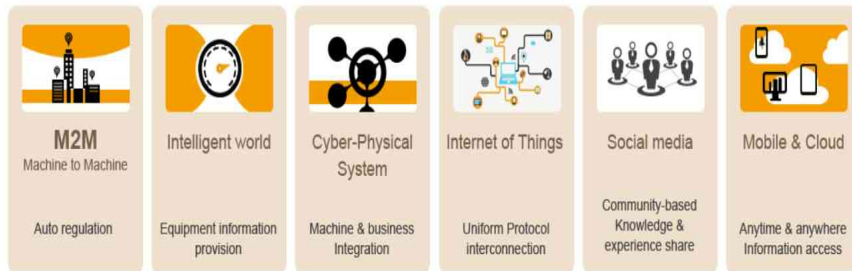 M2M
Machine to Machine
Auto regulation
Intelligent world
Equipment information
provision
Cyber-Physical
System
Machine & business
Integration
Internet of Things
Uniform Protocol
interconnection
Social media
Community-based
Knowledge &
experience share
Mobile & Cloud
Anytime & anywhere
Information access